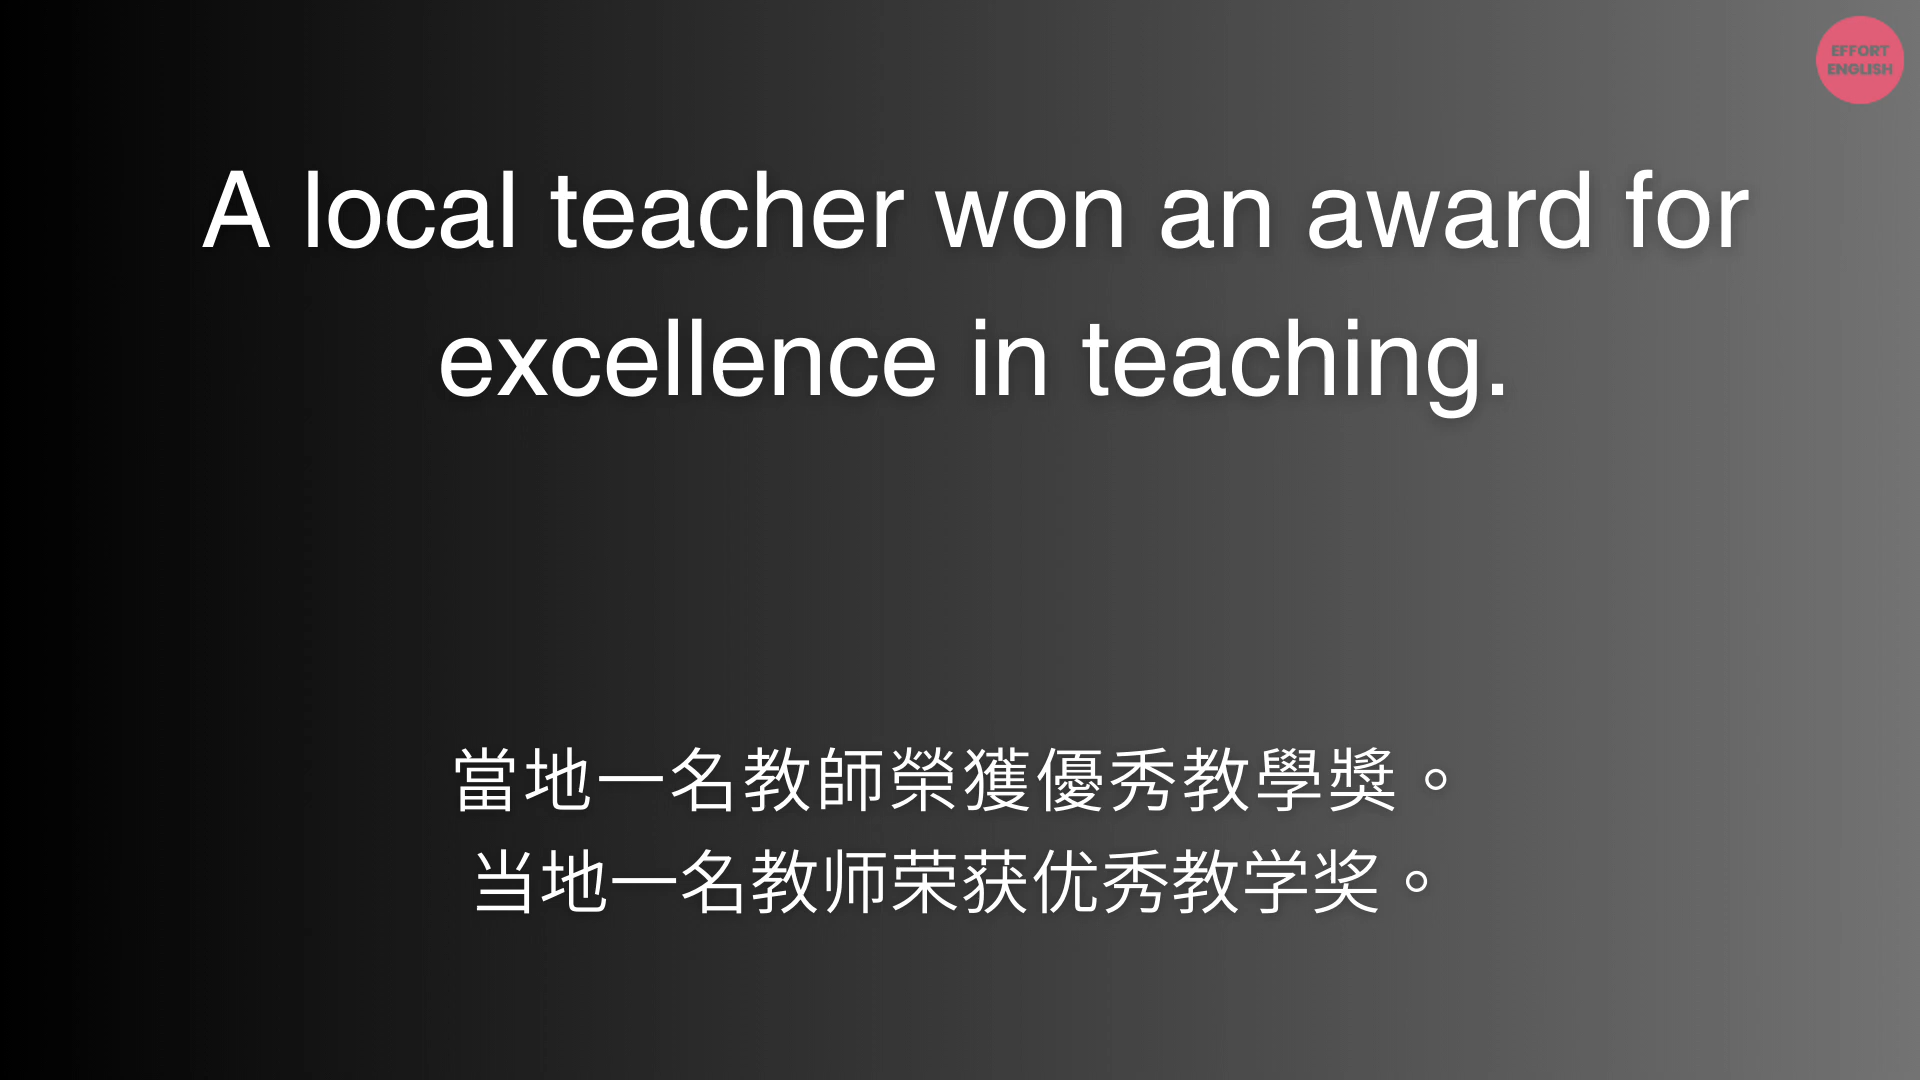 EFFORT
ENGLISH
A local teacher won an award for
excellence in teaching.
當地一名教師榮獲優秀教學獎。
当地一名教师荣获优秀教学奖。